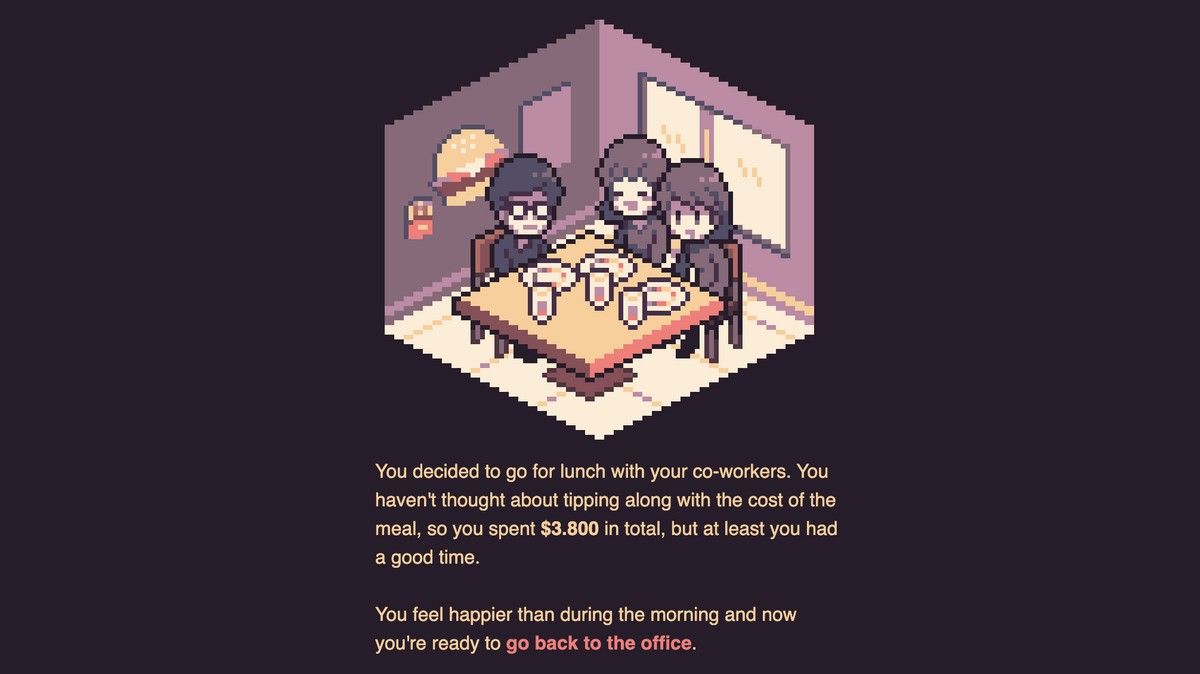 You decided to go for lunch with your co-workers. You
haven't thought about tipping along with the cost of the
meal, so you spent $3.800 in total, but at least you had
a good time.
You feel happier than during the morning and now
you're ready to go back to the office.